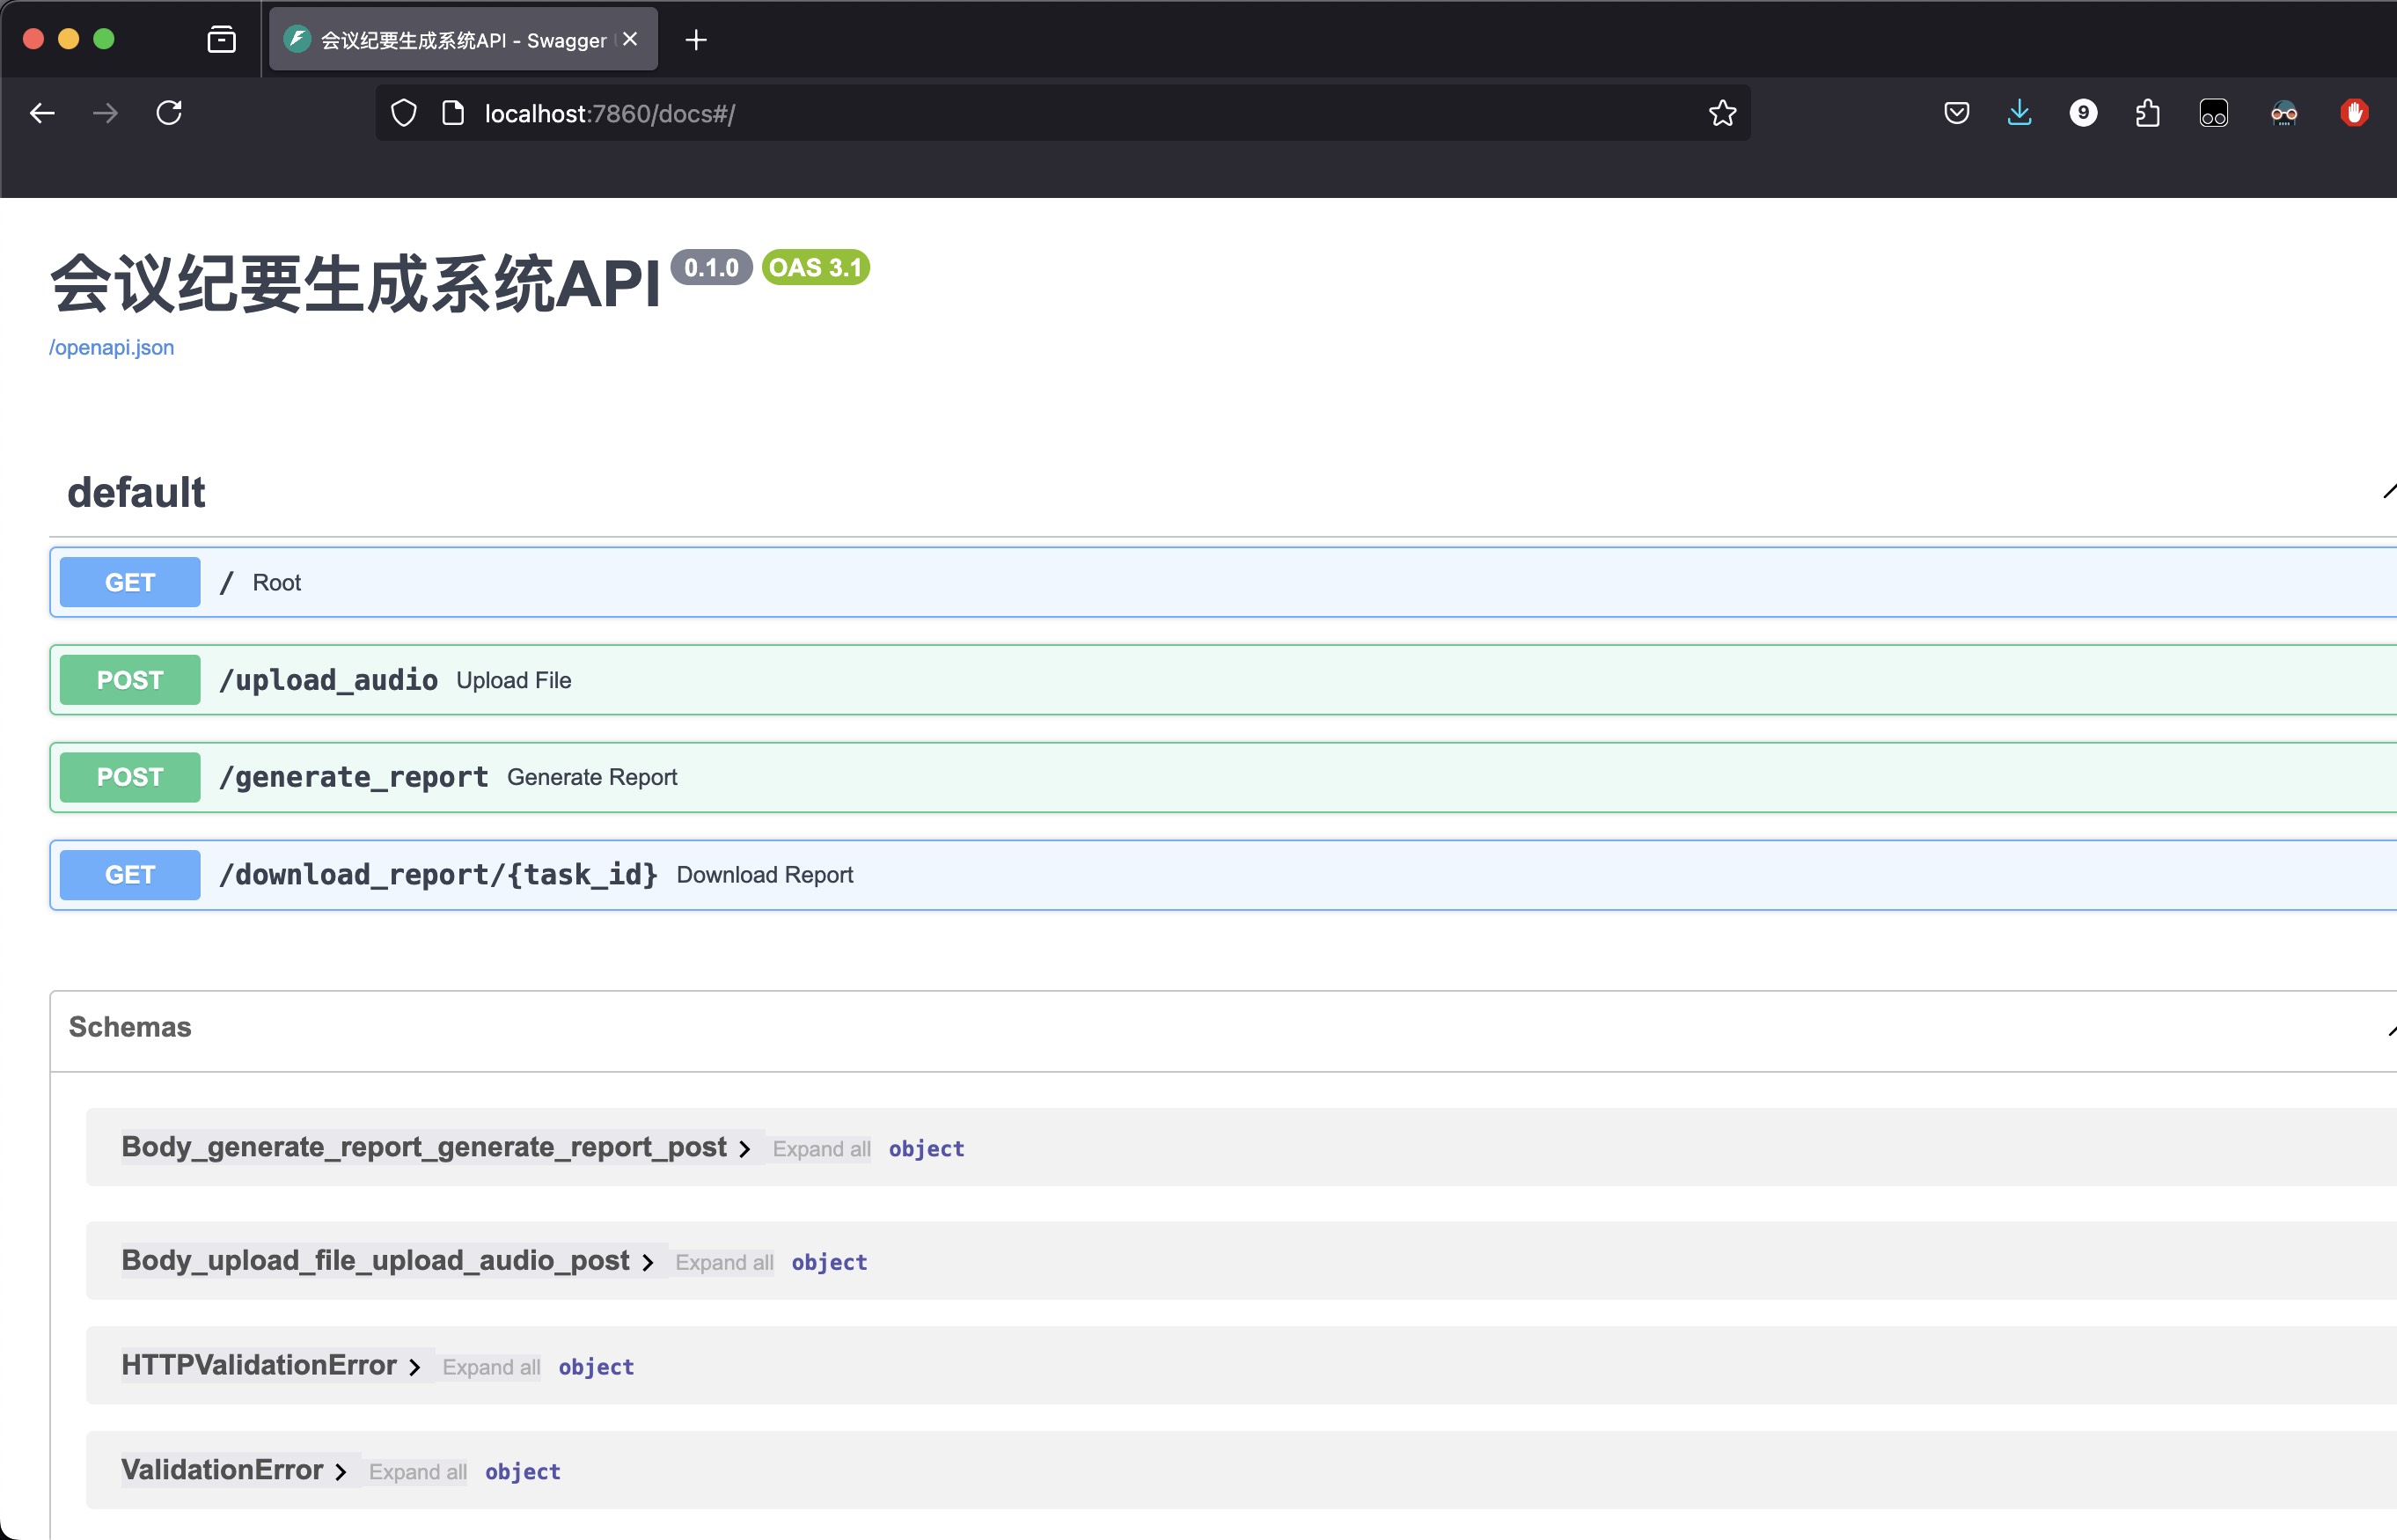 会议纪要生成系统API - Swagger
localhost:7860/docs#/
9
会议纪要生成系统API 0.1.0 OAS 3.1
/openapi.json
default
GET / Root
POST /upload_audio Upload File
POST /generate_report Generate Report
GET /download_report/{task_id} Download Report
Schemas
Body_generate_report_generate_report_post Expand all object
Body_upload_file_upload_audio_post Expand all object
HTTPValidationError Expand all object
ValidationError Expand all object